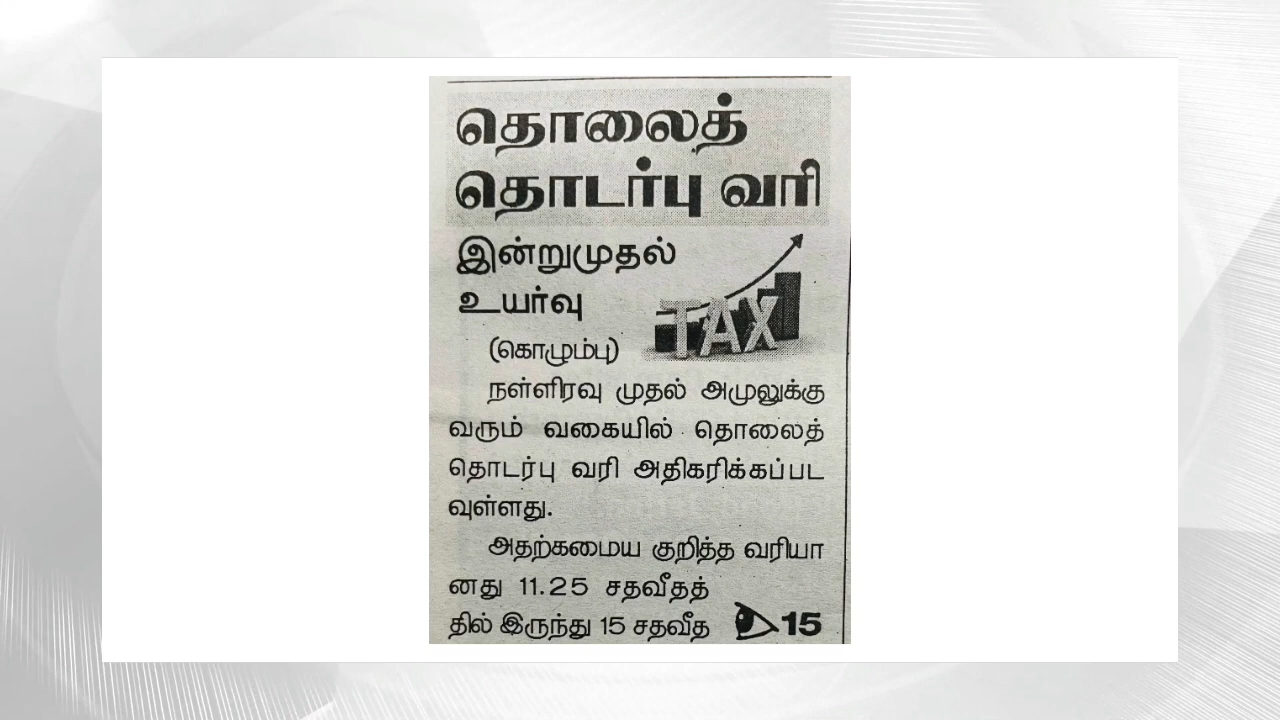 தொலைத்
தொடர்பு வரி
இன்றுமுதல்
உயர்வு
TAX
(கொழும்பு)
நள்ளிரவு முதல் அமுலுக்கு
வரும் வகையில் தொலைத்
தொடர்பு வரி அதிகரிக்கப்பட
வுள்ளது.
அதற்கமைய குறித்த வரியா
னது 11.25 சதவீதத்
தில் இருந்து 15 சதவீத
15